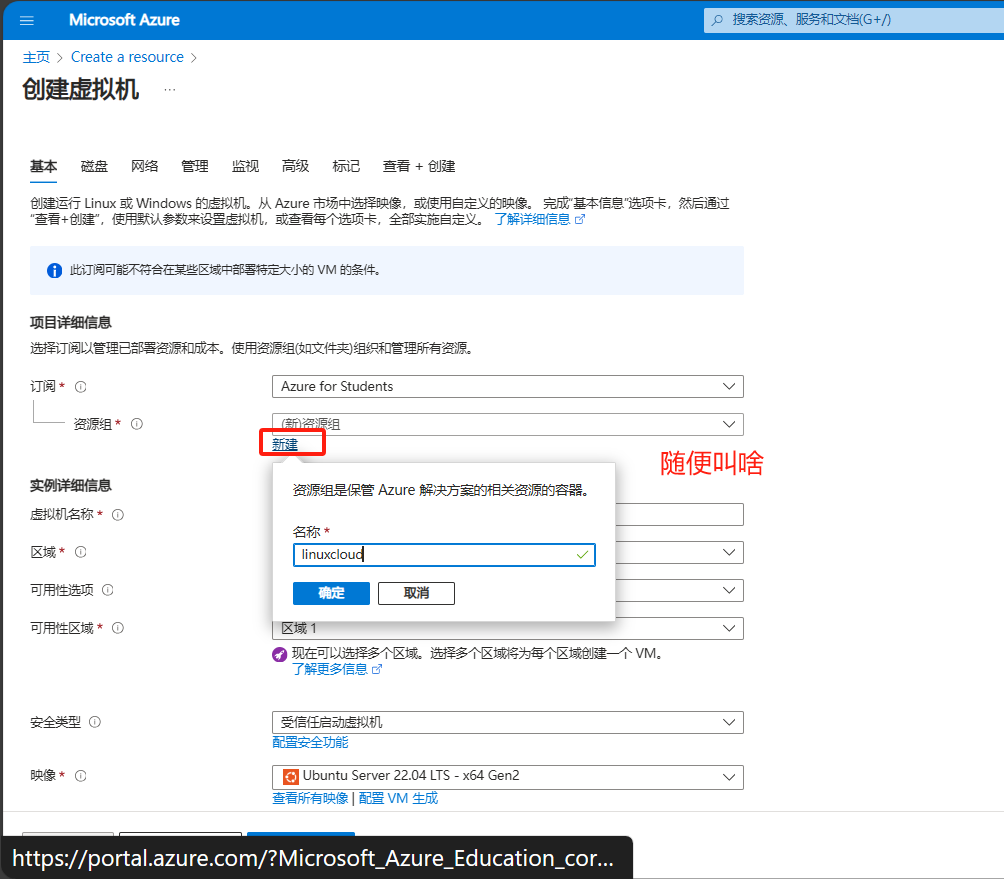 Microsoft Azure
搜索资源、服务和文档(G+/)
主页 > Create a resource >
创建虚拟机 ...
基本 磁盘 网络 管理 监视 高级 标记 查看 + 创建
创建运行 Linux 或 Windows 的虚拟机。从 Azure 市场中选择映像，或使用自定义的映像。 完成“基本信息”选项卡，然后通过
“查看+创建”，使用默认参数来设置虚拟机，或查看每个选项卡，全部实施自定义。 了解详细信息
此订阅可能不符合在某些区域中部署特定大小的 VM 的条件。
项目详细信息
选择订阅以管理已部署资源和成本。使用资源组(如文件夹)组织和管理所有资源。
订阅 * Azure for Students
资源组 * (新)资源组
新建
随便叫啥
资源组是保管 Azure 解决方案的相关资源的容器。
名称 *
linuxcloud
确定 取消
实例详细信息
虚拟机名称 *
区域 *
可用性选项
可用性区域 * 区域 1
现在可以选择多个区域。选择多个区域将为每个区域创建一个 VM。
了解更多信息
安全类型 受信任启动虚拟机
配置安全功能
映像 * Ubuntu Server 22.04 LTS - x64 Gen2
查看所有映像 | 配置 VM 生成
https://portal.azure.com/?Microsoft_Azure_Education_cor...